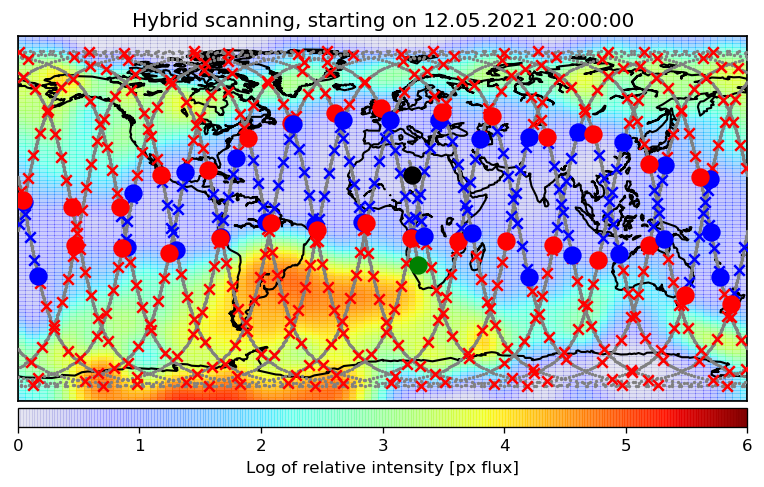 Hybrid scanning, starting on 12.05.2021 20:00:00
0 1 2 3 4 5 6
Log of relative intensity [px flux]